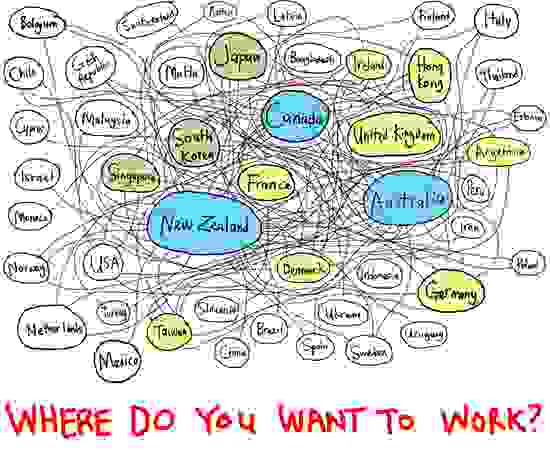 Belgium
Switzerland
Latvia
Finland
Italy
Chile
Czech
Republic
Malta
Japan
Bangladesh
Ireland
Hong
Kong
Thailand
Cyprus
Malaysia
South
Korea
Canada
United Kingdom
Estonia
Argentina
Israel
Singapore
France
Australia
Peru
Monaco
New Zealand
Iran
Norway
USA
Denmark
Indonesia
Germany
Poland
Netherlands
Turkey
Taiwan
Slovenia
Brazil
Ukraine
Uruguay
Mexico
China
Spain
Sweden
WHERE DO YOU WANT TO WORK?